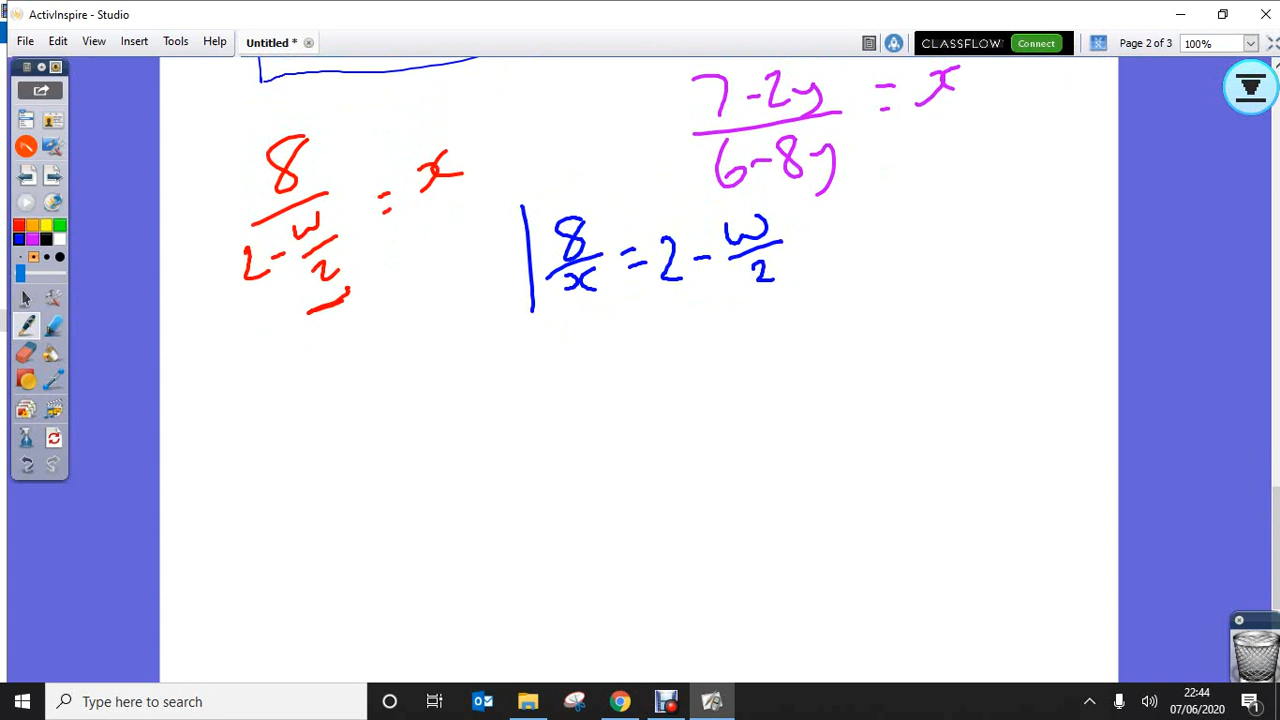 ActivInspire - Studio
File Edit View Insert Tools Help Untitled * CLASSFLOW Connect Page 2 of 3 100%
7-2y
6-8y
= x
8
2-w/2
= x
8/x = 2 - w/2
Type here to search
22:44
07/06/2020
1